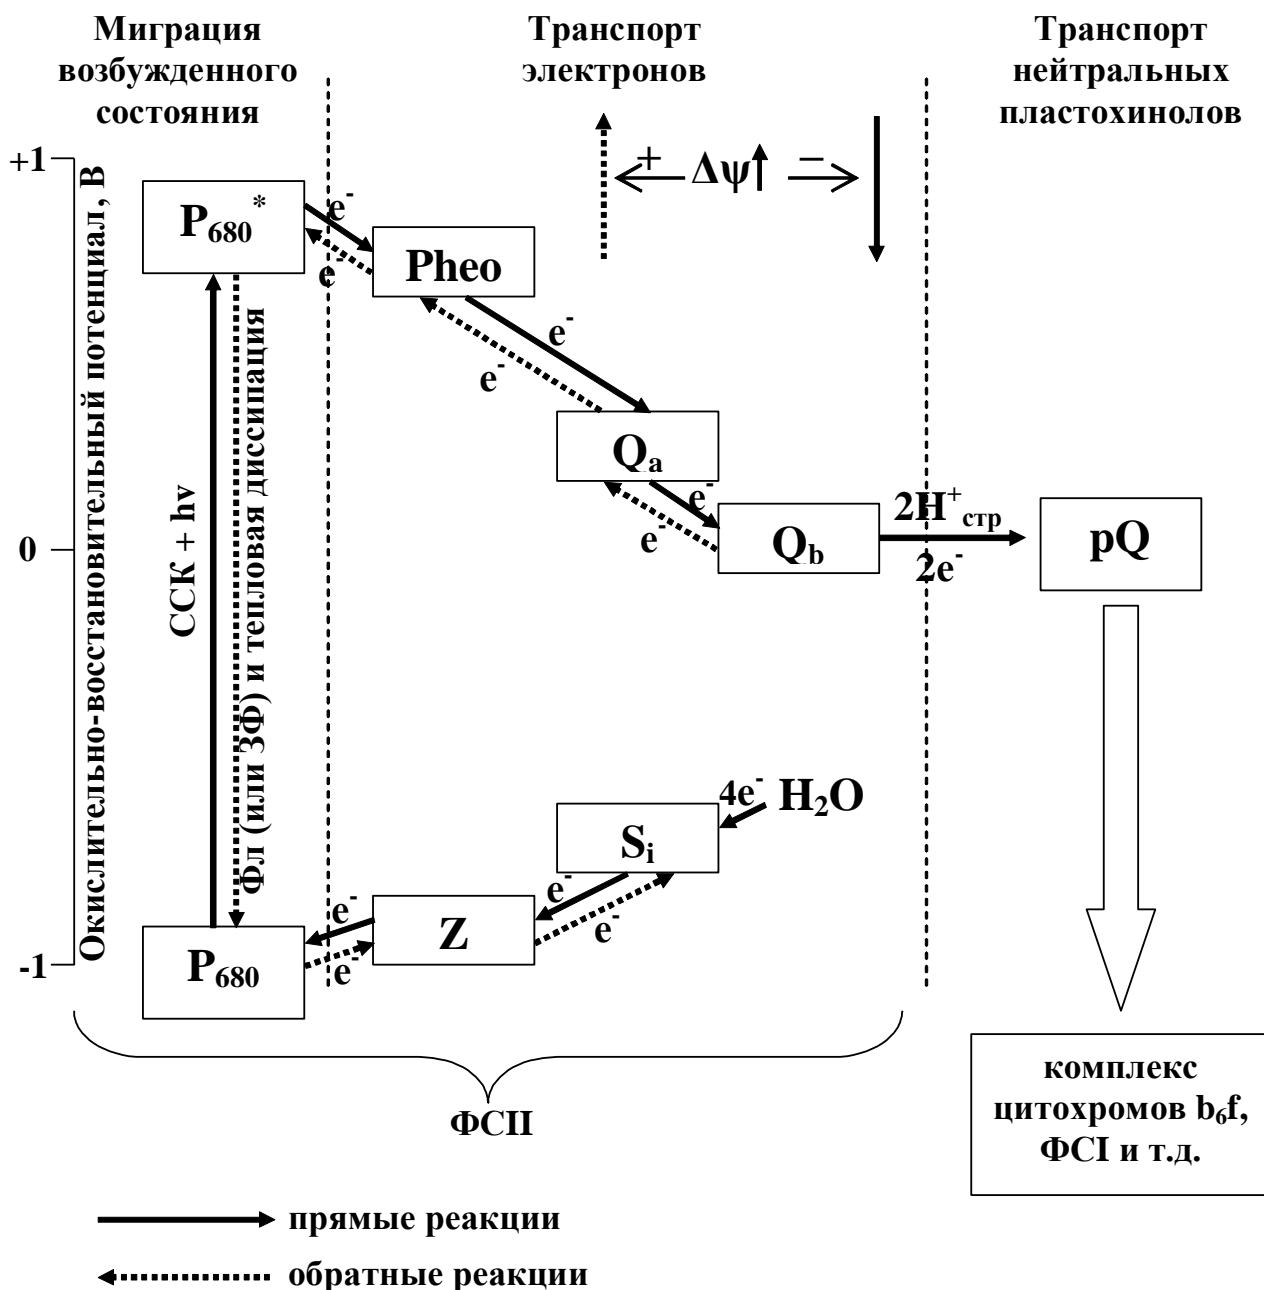 Миграция
возбужденного
состояния
Транспорт
электронов
Транспорт
нейтральных
пластохинолов
+1
0
-1
Окислительно-восстановительный потенциал, В
+ Δψ↑ −
P₆₈₀*
e⁻
e⁻
Pheo
e⁻
e⁻
Qₐ
e⁻
e⁻
Q_b
2H⁺стр
2e⁻
pQ
ССК + hν
Фл (или ЗФ) и тепловая диссипация
4e⁻ H₂O
Sᵢ
e⁻
e⁻
Z
e⁻
e⁻
P₆₈₀
ФСII
комплекс
цитохромов b₆f,
ФСI и т.д.
прямые реакции
обратные реакции